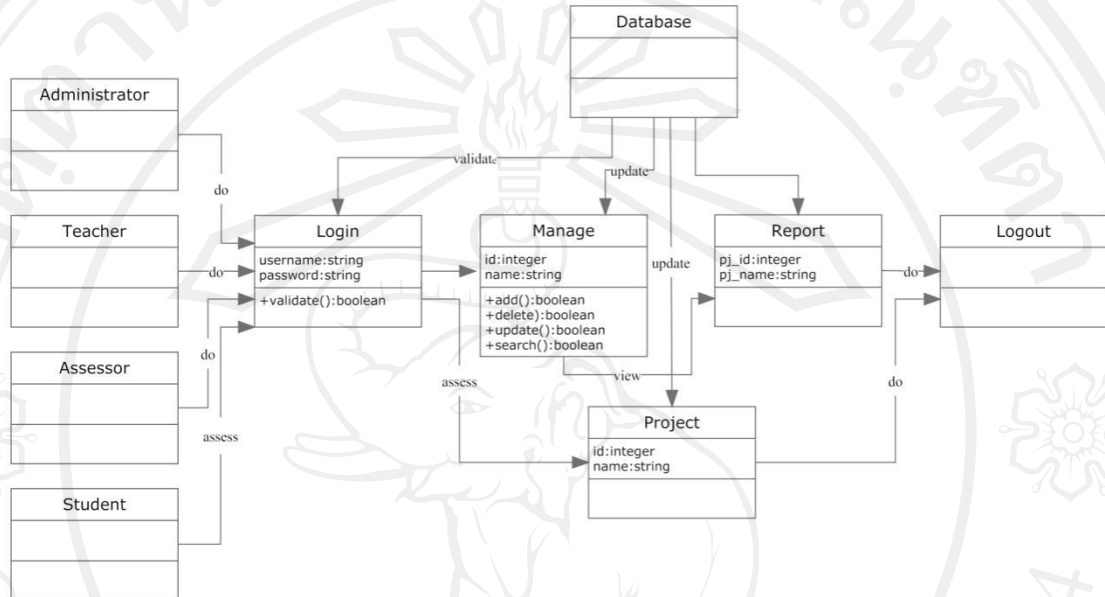 Database
Administrator
validate
update
do
Teacher
Login
Manage
Report
Logout
username:string
password:string
id:integer
name:string
update
pj_id:integer
pj_name:string
do
do
+validate():boolean
+add():boolean
+delete):boolean
+update():boolean
+search():boolean
Assessor
do
assess
view
do
Project
assess
id:integer
name:string
Student